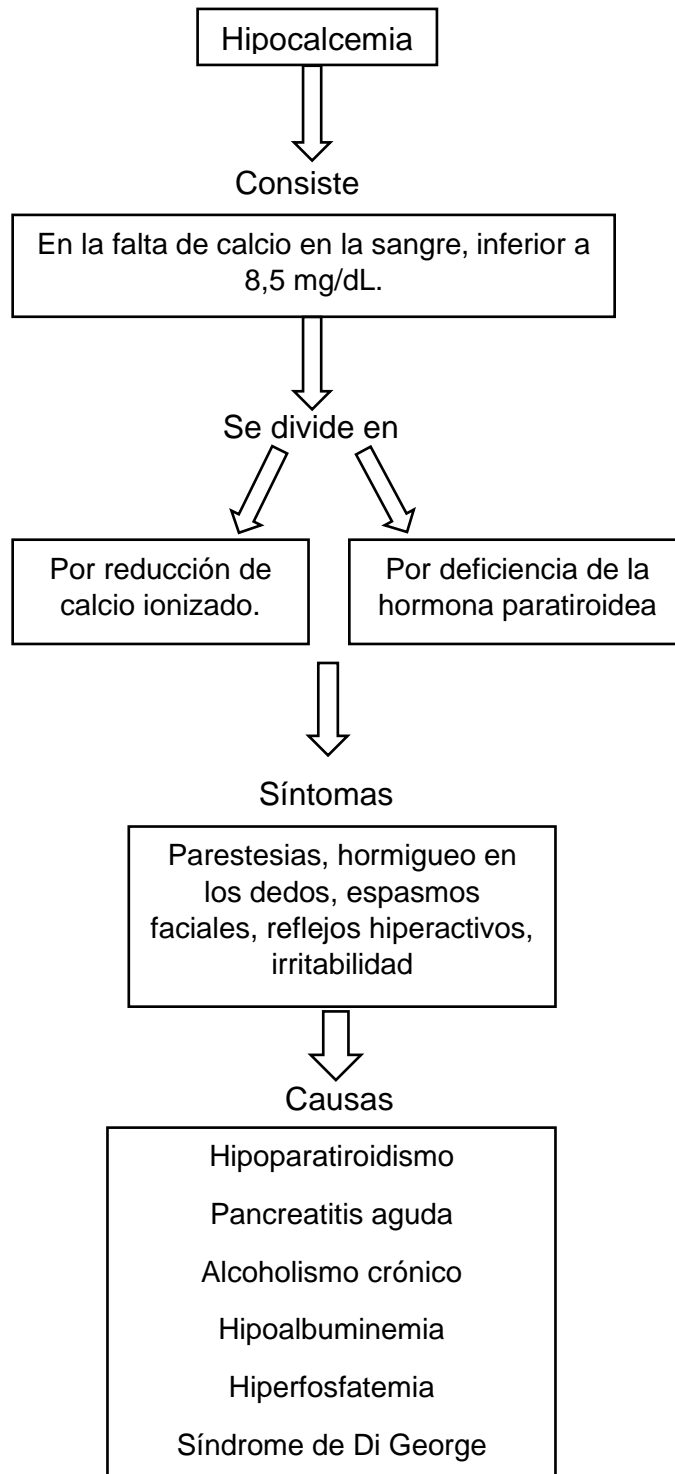 Hipocalcemia
Consiste
En la falta de calcio en la sangre, inferior a
8,5 mg/dL.
Se divide en
Por reducción de
calcio ionizado.
Por deficiencia de la
hormona paratiroidea
Síntomas
Parestesias, hormigueo en
los dedos, espasmos
faciales, reflejos hiperactivos,
irritabilidad
Causas
Hipoparatiroidismo
Pancreatitis aguda
Alcoholismo crónico
Hipoalbuminemia
Hiperfosfatemia
Síndrome de Di George